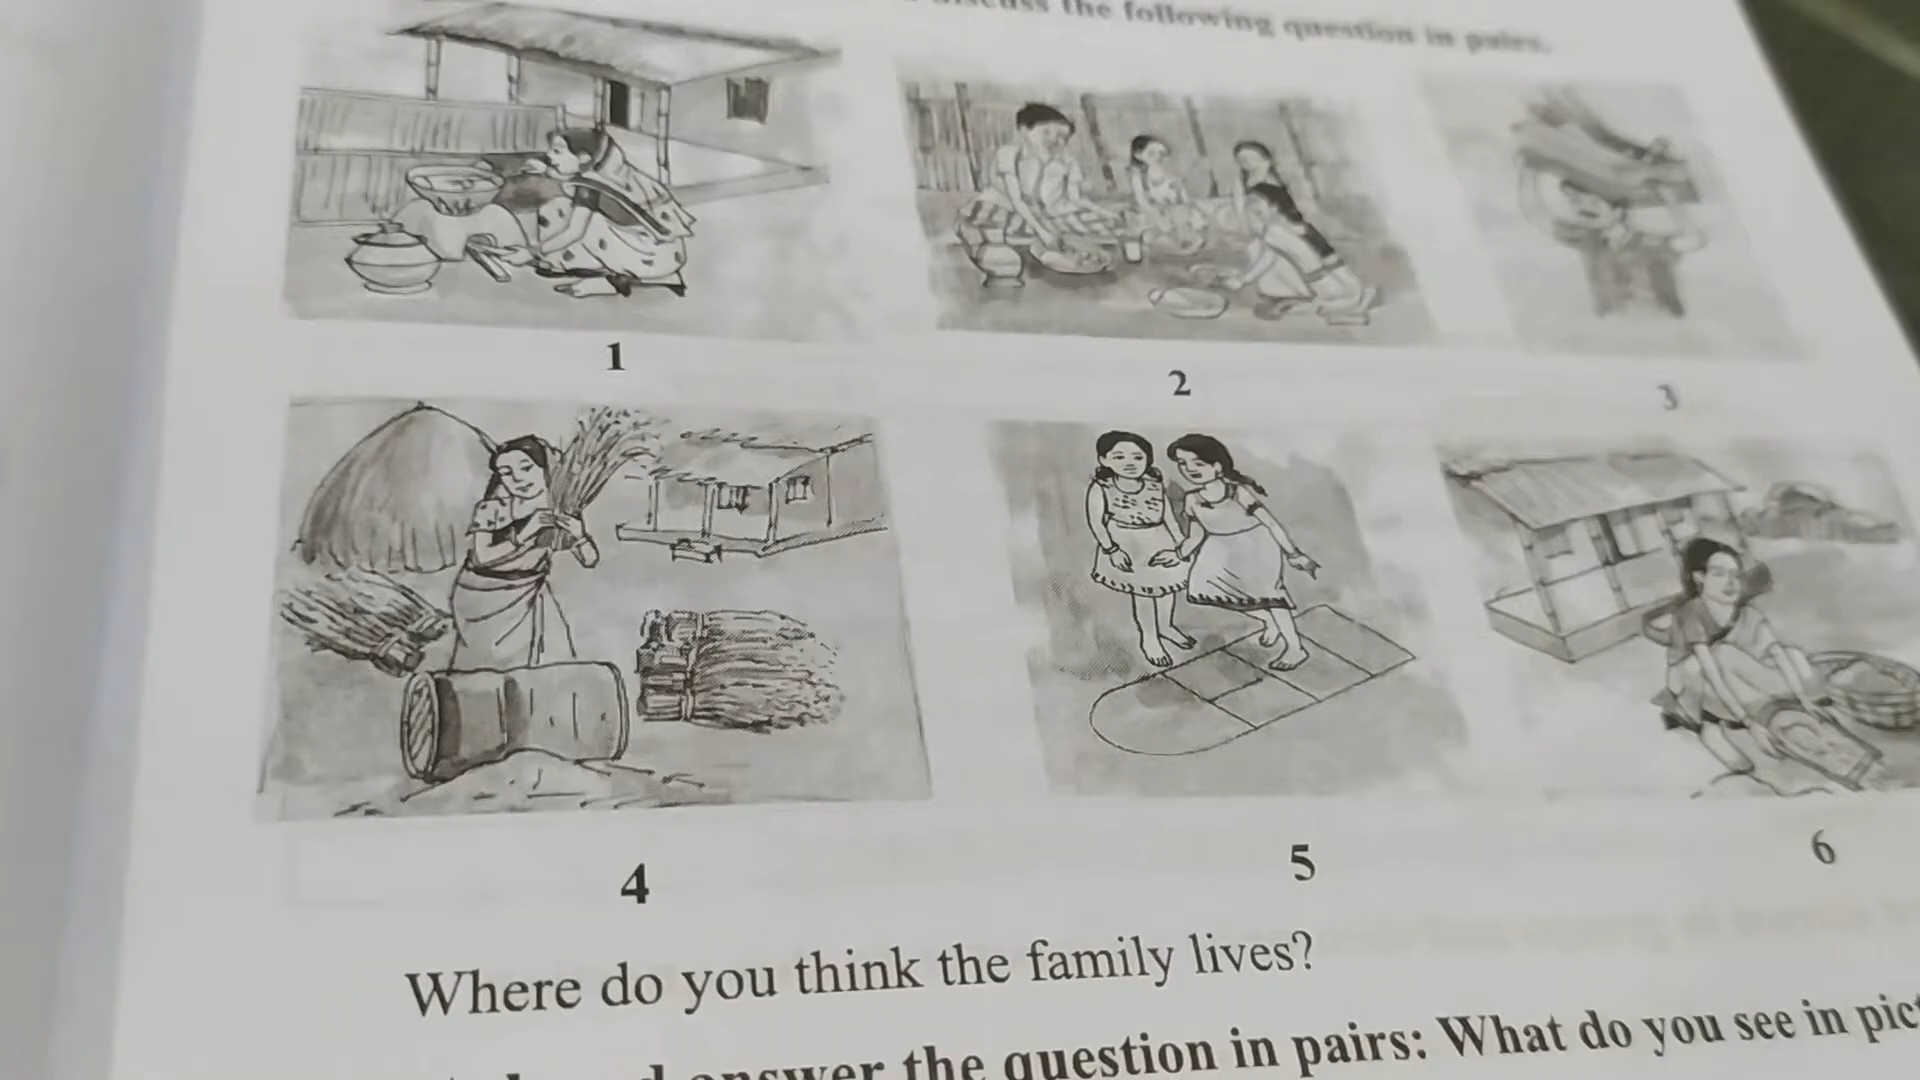 the following question in pairs.
1
2
3
4
5
6
Where do you think the family lives?
answer the question in pairs: What do you see in